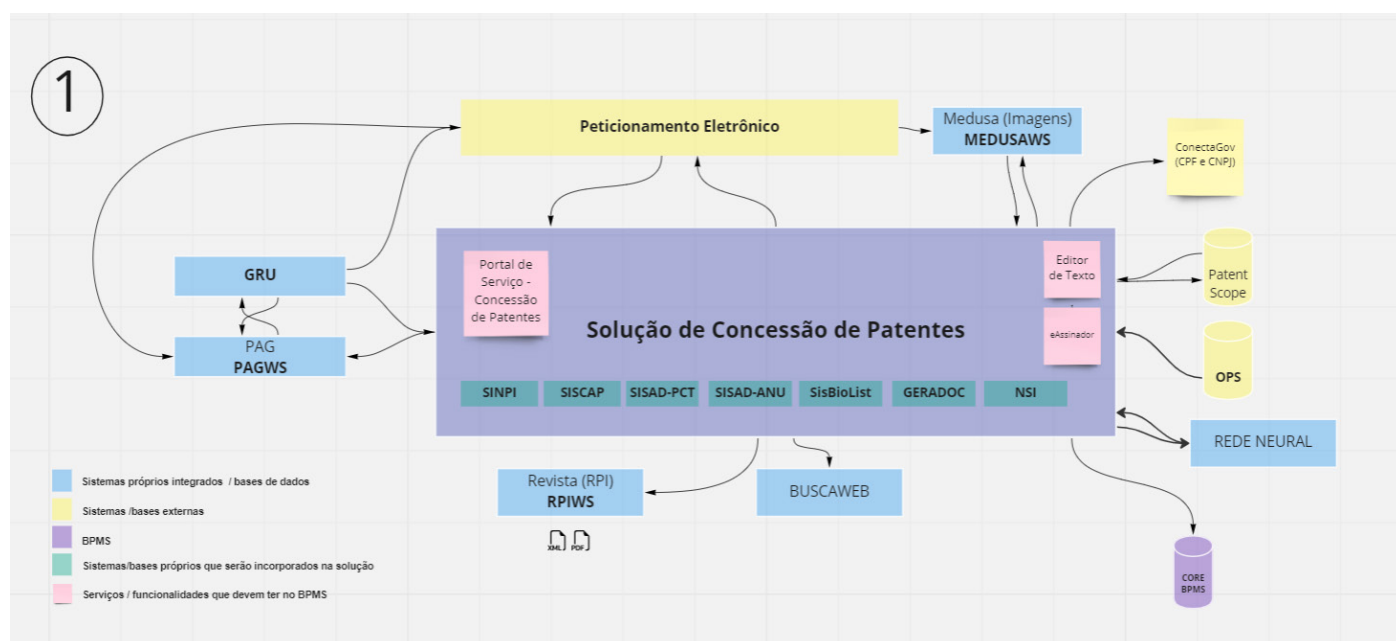 1
Peticionamento Eletrônico
Medusa (Imagens)
MEDUSAWS
ConectaGov
(CPF e CNPJ)
GRU
PAG
PAGWS
Portal de
Serviço -
Concessão
de Patentes
Editor
de Texto
eAssinador
Solução de Concessão de Patentes
Patent
Scope
OPS
SINPI
SISCAP
SISAD-PCT
SISAD-ANU
SisBioList
GERADOC
NSI
REDE NEURAL
Revista (RPI)
RPIWS
XML
PDF
BUSCAWEB
CORE
BPMS
Sistemas próprios integrados / bases de dados
Sistemas /bases externas
BPMS
Sistemas/bases próprios que serão incorporados na solução
Serviços / funcionalidades que devem ter no BPMS